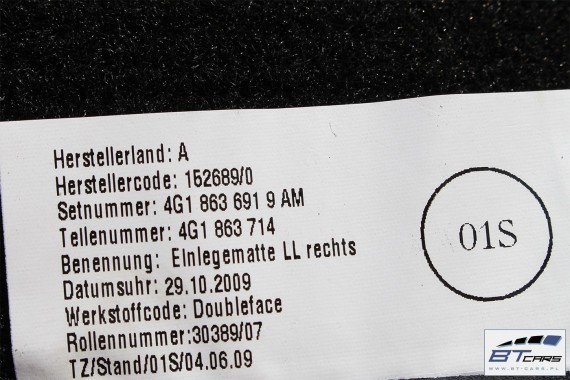 Herstellerland: A
Herstellercode: 152689/0
Setnummer: 4G1 863 691 9 AM
Teilenummer: 4G1 863 714
Benennung: EInlegematte LL rechts
Datumsuhr: 29.10.2009
Werkstoffcode: Doubleface
Rollennummer:30389/07
TZ/Stand/01S/04.06.09
01S
BT CARS
WWW.BT-CARS.PL